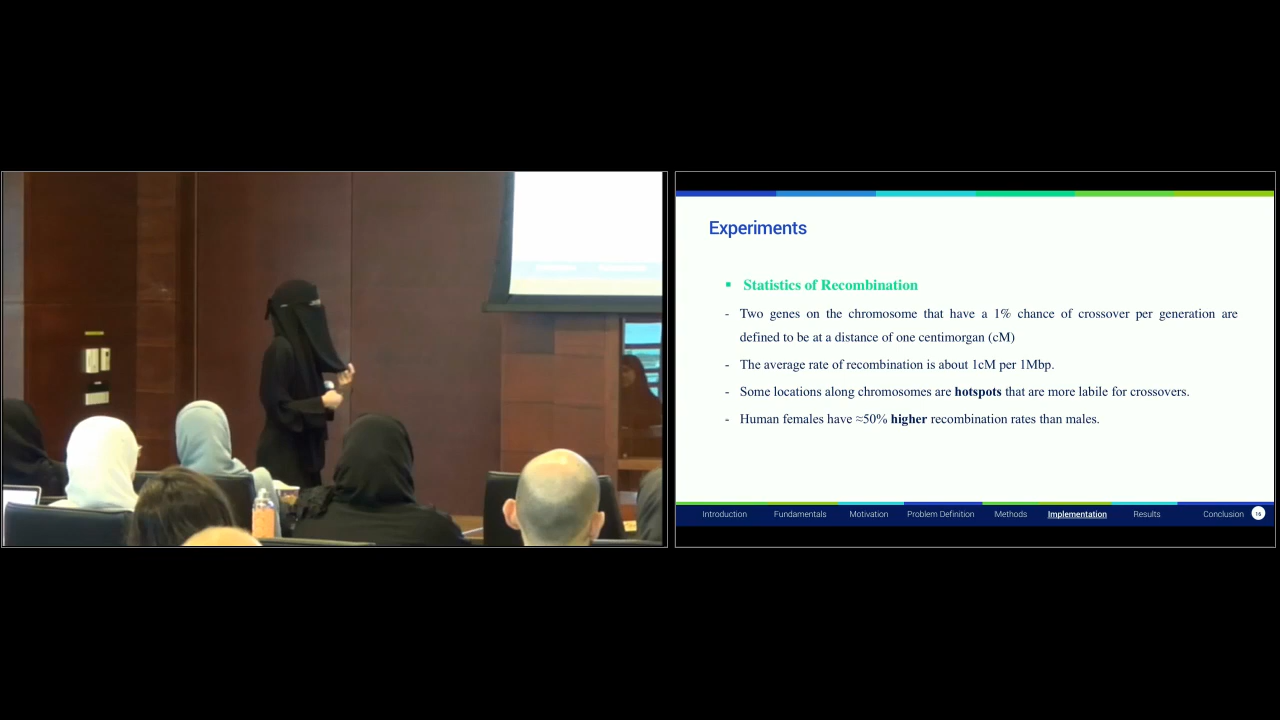 Experiments
▪ Statistics of Recombination
- Two genes on the chromosome that have a 1% chance of crossover per generation are
defined to be at a distance of one centimorgan (cM)
- The average rate of recombination is about 1cM per 1Mbp.
- Some locations along chromosomes are hotspots that are more labile for crossovers.
- Human females have ≈50% higher recombination rates than males.
Introduction Fundamentals Motivation Problem Definition Methods Implementation Results Conclusion 16